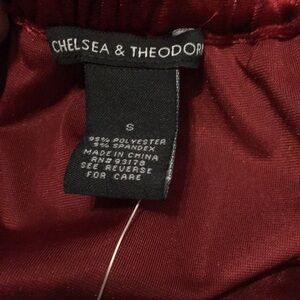 CHELSEA & THEODOR
S
95% POLYESTER
5% SPANDEX
MADE IN CHINA
RN# 93178
SEE REVERSE
FOR CARE